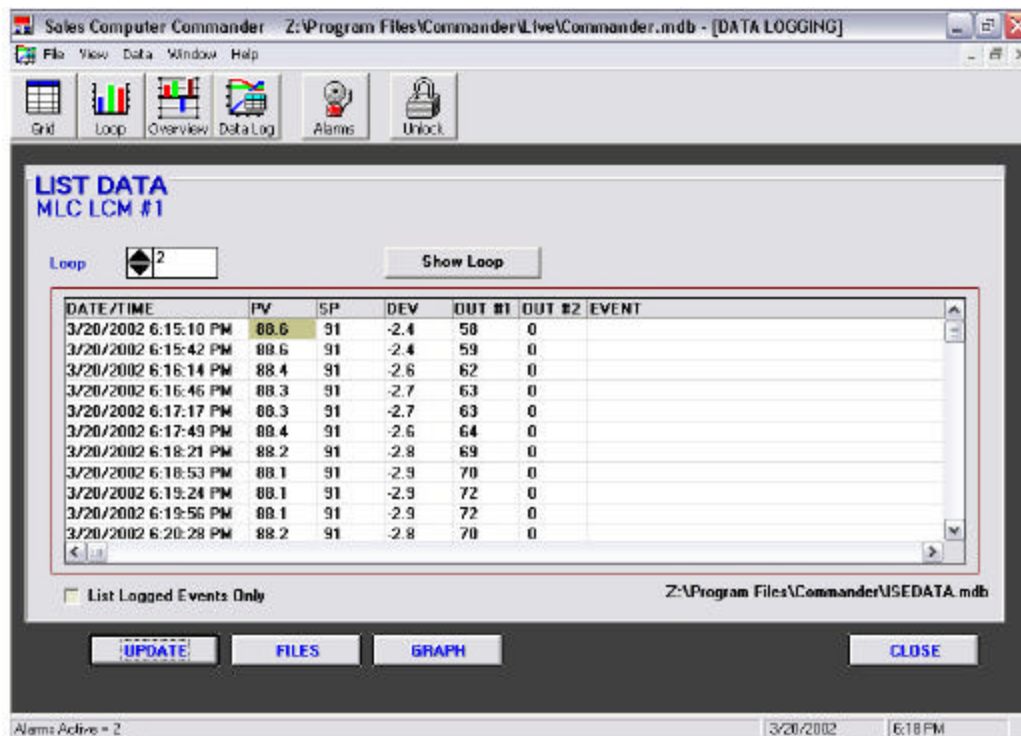 Sales Computer Commander Z:\Program Files\Commander\Live\Commander.mdb - [DATA LOGGING]
File View Data Window Help
Grid Loop Overview Data Log Alarms Unlock
LIST DATA
MLC LCM #1
Loop 2 Show Loop
DATE/TIME PV SP DEV OUT #1 OUT #2 EVENT
3/20/2002 6:15:10 PM 88.6 91 -2.4 58 0
3/20/2002 6:15:42 PM 88.6 91 -2.4 59 0
3/20/2002 6:16:14 PM 88.4 91 -2.6 62 0
3/20/2002 6:16:46 PM 88.3 91 -2.7 63 0
3/20/2002 6:17:17 PM 88.3 91 -2.7 63 0
3/20/2002 6:17:49 PM 88.4 91 -2.6 64 0
3/20/2002 6:18:21 PM 88.2 91 -2.8 69 0
3/20/2002 6:18:53 PM 88.1 91 -2.9 70 0
3/20/2002 6:19:24 PM 88.1 91 -2.9 72 0
3/20/2002 6:19:56 PM 88.1 91 -2.9 72 0
3/20/2002 6:20:28 PM 88.2 91 -2.8 70 0
List Logged Events Only Z:\Program Files\Commander\ISEDATA.mdb
UPDATE FILES GRAPH CLOSE
Alarms Active = 2 3/20/2002 6:18 PM